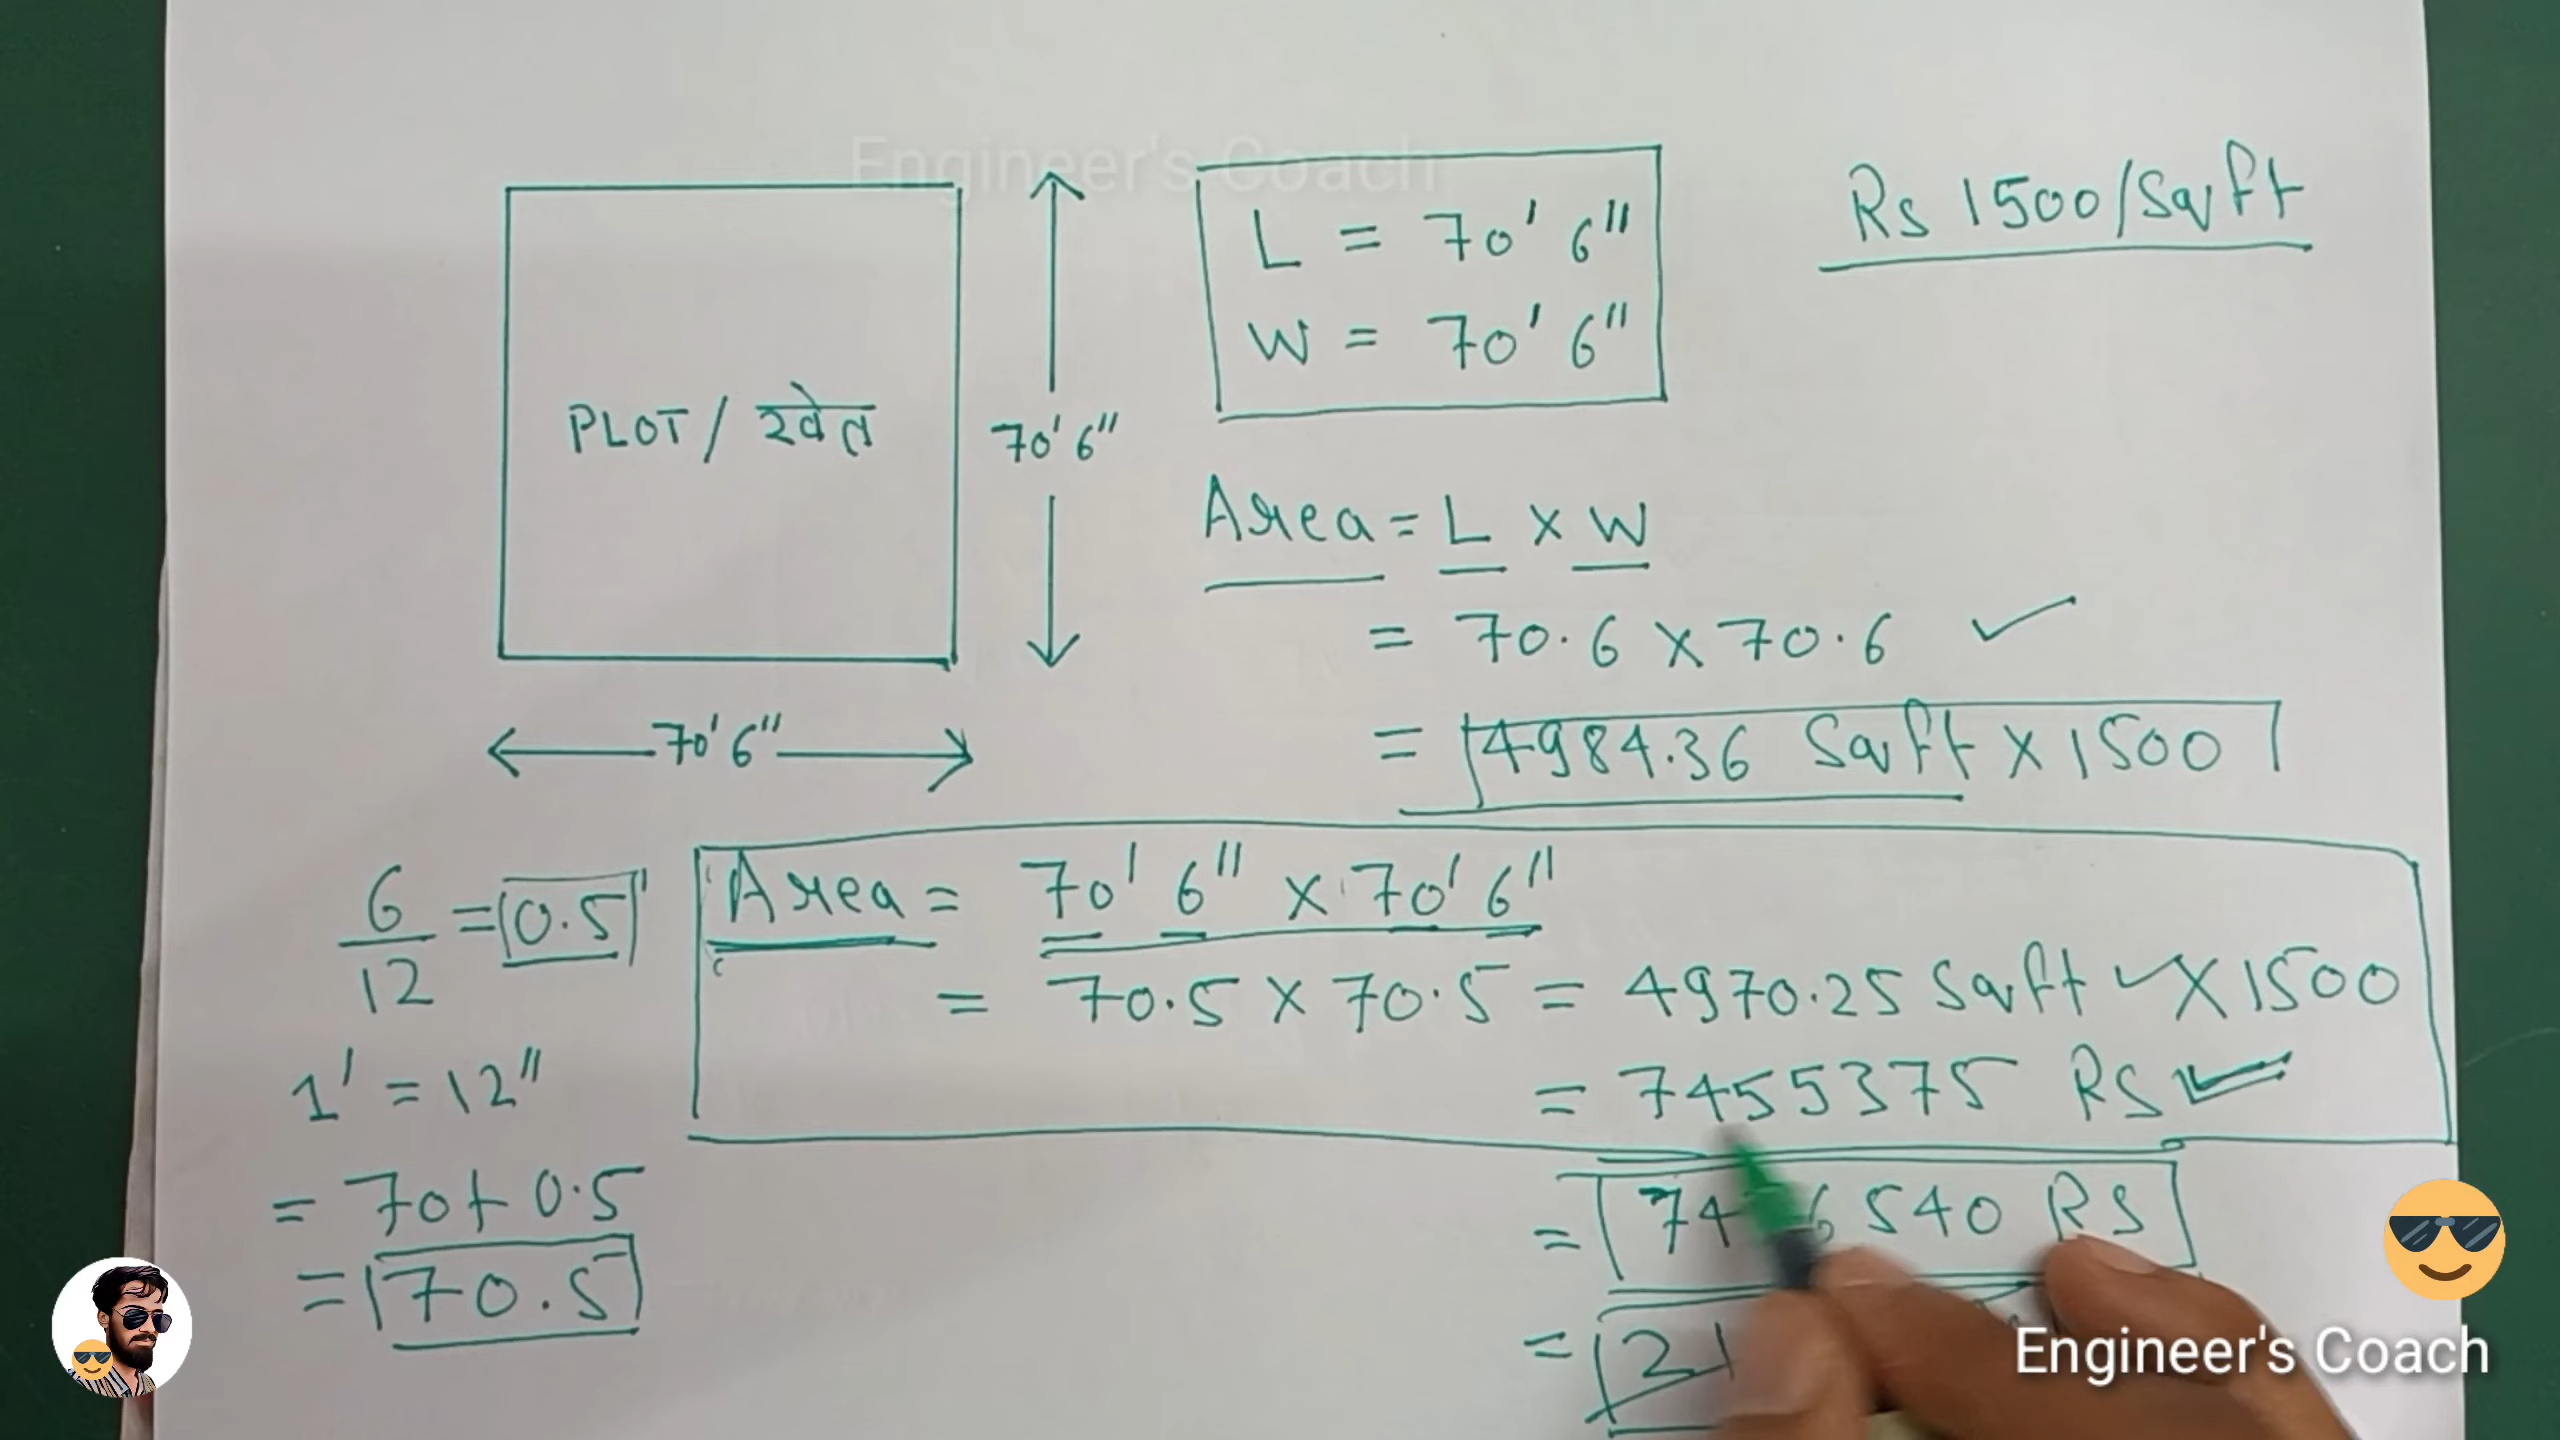 Engineer's Coach
Rs 1500/Sqft
L = 70' 6"
W = 70' 6"
PLOT / खेत
70' 6"
70' 6"
Area = L x W
= 70.6 x 70.6 ✓
= 4984.36 Sqft x 1500
Area = 70' 6" x 70' 6"
= 70.5 x 70.5 = 4970.25 Sqft ✓ x 1500
= 7455375 Rs ✓
6/12 = 0.5'
1' = 12"
= 70 + 0.5
= 70.5
= 540 Rs
=
Engineer's Coach